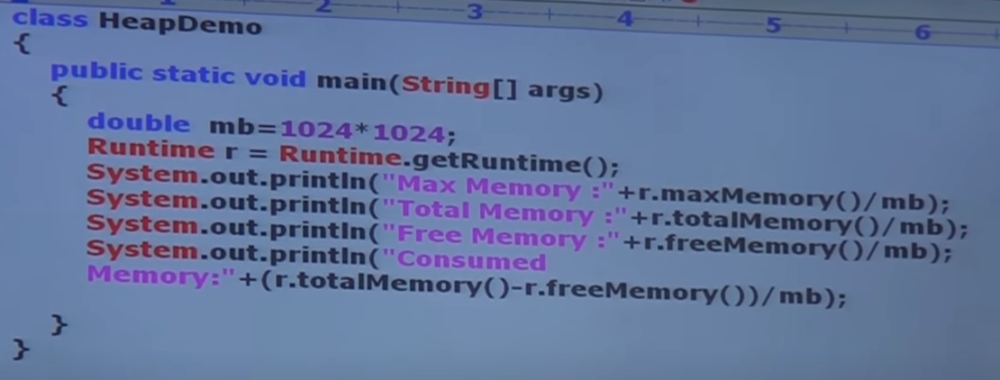 2 3 4 5 6
class HeapDemo
{
public static void main(String[] args)
{
double mb=1024*1024;
Runtime r = Runtime.getRuntime();
System.out.println("Max Memory :"+r.maxMemory()/mb);
System.out.println("Total Memory :"+r.totalMemory()/mb);
System.out.println("Free Memory :"+r.freeMemory()/mb);
System.out.println("Consumed
Memory:"+(r.totalMemory()-r.freeMemory())/mb);
}
}